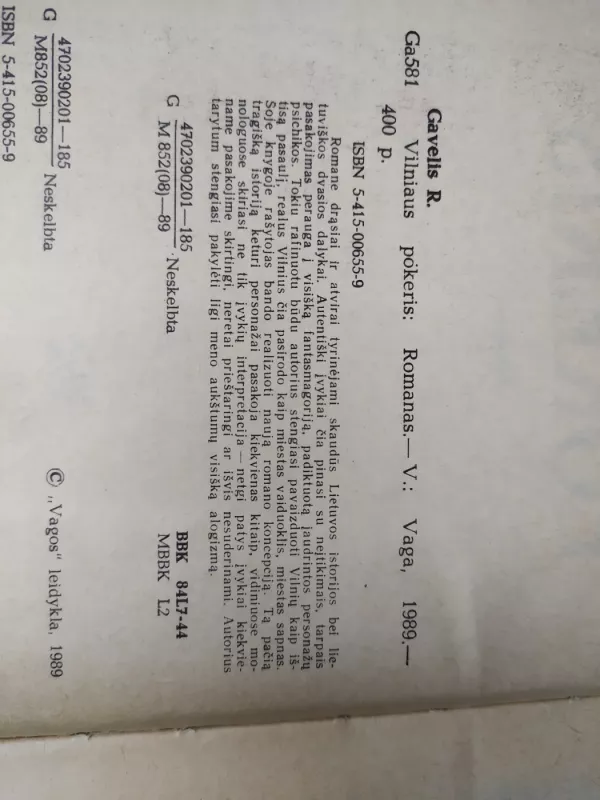 Gavelis R.
Ga581 Vilniaus pokeris: Romanas.— V.: Vaga, 1989.—
400 p.
ISBN 5-415-00655-9
Romane drąsiai ir atvirai tyrinėjami skaudūs Lietuvos istorijos bei lie-
tuviškos dvasios dalykai. Autentiški įvykiai čia pinasi su neįtikimais, tarpais
pasakojimas perauga į visišką fantasmagoriją, padiktuotą įaudrintos personažų
psichikos. Tokiu rafinuotu būdu autorius stengiasi pavaizduoti Vilnių kaip iš-
tisą pasaulį, realus Vilnius čia pasirodo kaip miestas vaiduoklis, miestas sapnas.
Šoje knygoje rašytojas bando realizuoti naują romano koncepciją. Tą pačią
tragišką istoriją keturi personažai pasakoja kiekvienas kitaip, vidiniuose mo-
nologuose skiriasi ne tik įvykių interpretacija — netgi patys įvykiai kiekvie-
name pasakojime skirtingi, neretai prieštaringi ar išvis nesuderinami. Autorius
tarytum stengiasi pakylėti ligi meno aukštumų visišką alogizmą.
G 4702390201—185
M 852(08)—89 Neskelbta
BBK 84L7-44
MBBK L2
G 4702390201—185
M852(08)—89 Neskelbta
© „Vagos“ leidykla, 1989
ISBN 5-415-00655-9